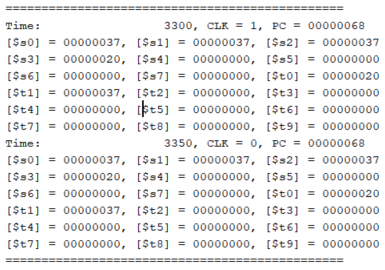 ==============================================
Time:                 3300, CLK = 1, PC = 00000068
[$s0] = 00000037, [$s1] = 00000037, [$s2] = 00000037
[$s3] = 00000020, [$s4] = 00000000, [$s5] = 00000000
[$s6] = 00000000, [$s7] = 00000000, [$t0] = 00000020
[$t1] = 00000037, [$t2] = 00000000, [$t3] = 00000000
[$t4] = 00000000, [$t5] = 00000000, [$t6] = 00000000
[$t7] = 00000000, [$t8] = 00000000, [$t9] = 00000000
Time:                 3350, CLK = 0, PC = 00000068
[$s0] = 00000037, [$s1] = 00000037, [$s2] = 00000037
[$s3] = 00000020, [$s4] = 00000000, [$s5] = 00000000
[$s6] = 00000000, [$s7] = 00000000, [$t0] = 00000020
[$t1] = 00000037, [$t2] = 00000000, [$t3] = 00000000
[$t4] = 00000000, [$t5] = 00000000, [$t6] = 00000000
[$t7] = 00000000, [$t8] = 00000000, [$t9] = 00000000
==============================================